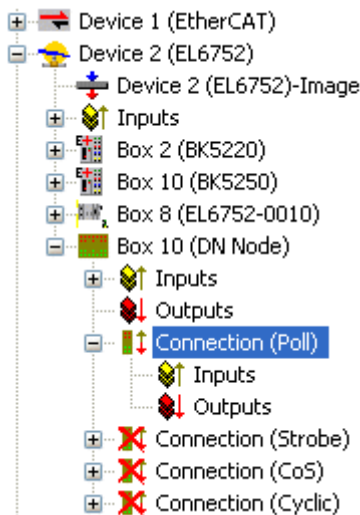 Device 1 (EtherCAT)
Device 2 (EL6752)
Device 2 (EL6752)-Image
Inputs
Box 2 (BK5220)
Box 10 (BK5250)
Box 8 (EL6752-0010)
Box 10 (DN Node)
Inputs
Outputs
Connection (Poll)
Inputs
Outputs
Connection (Strobe)
Connection (CoS)
Connection (Cyclic)